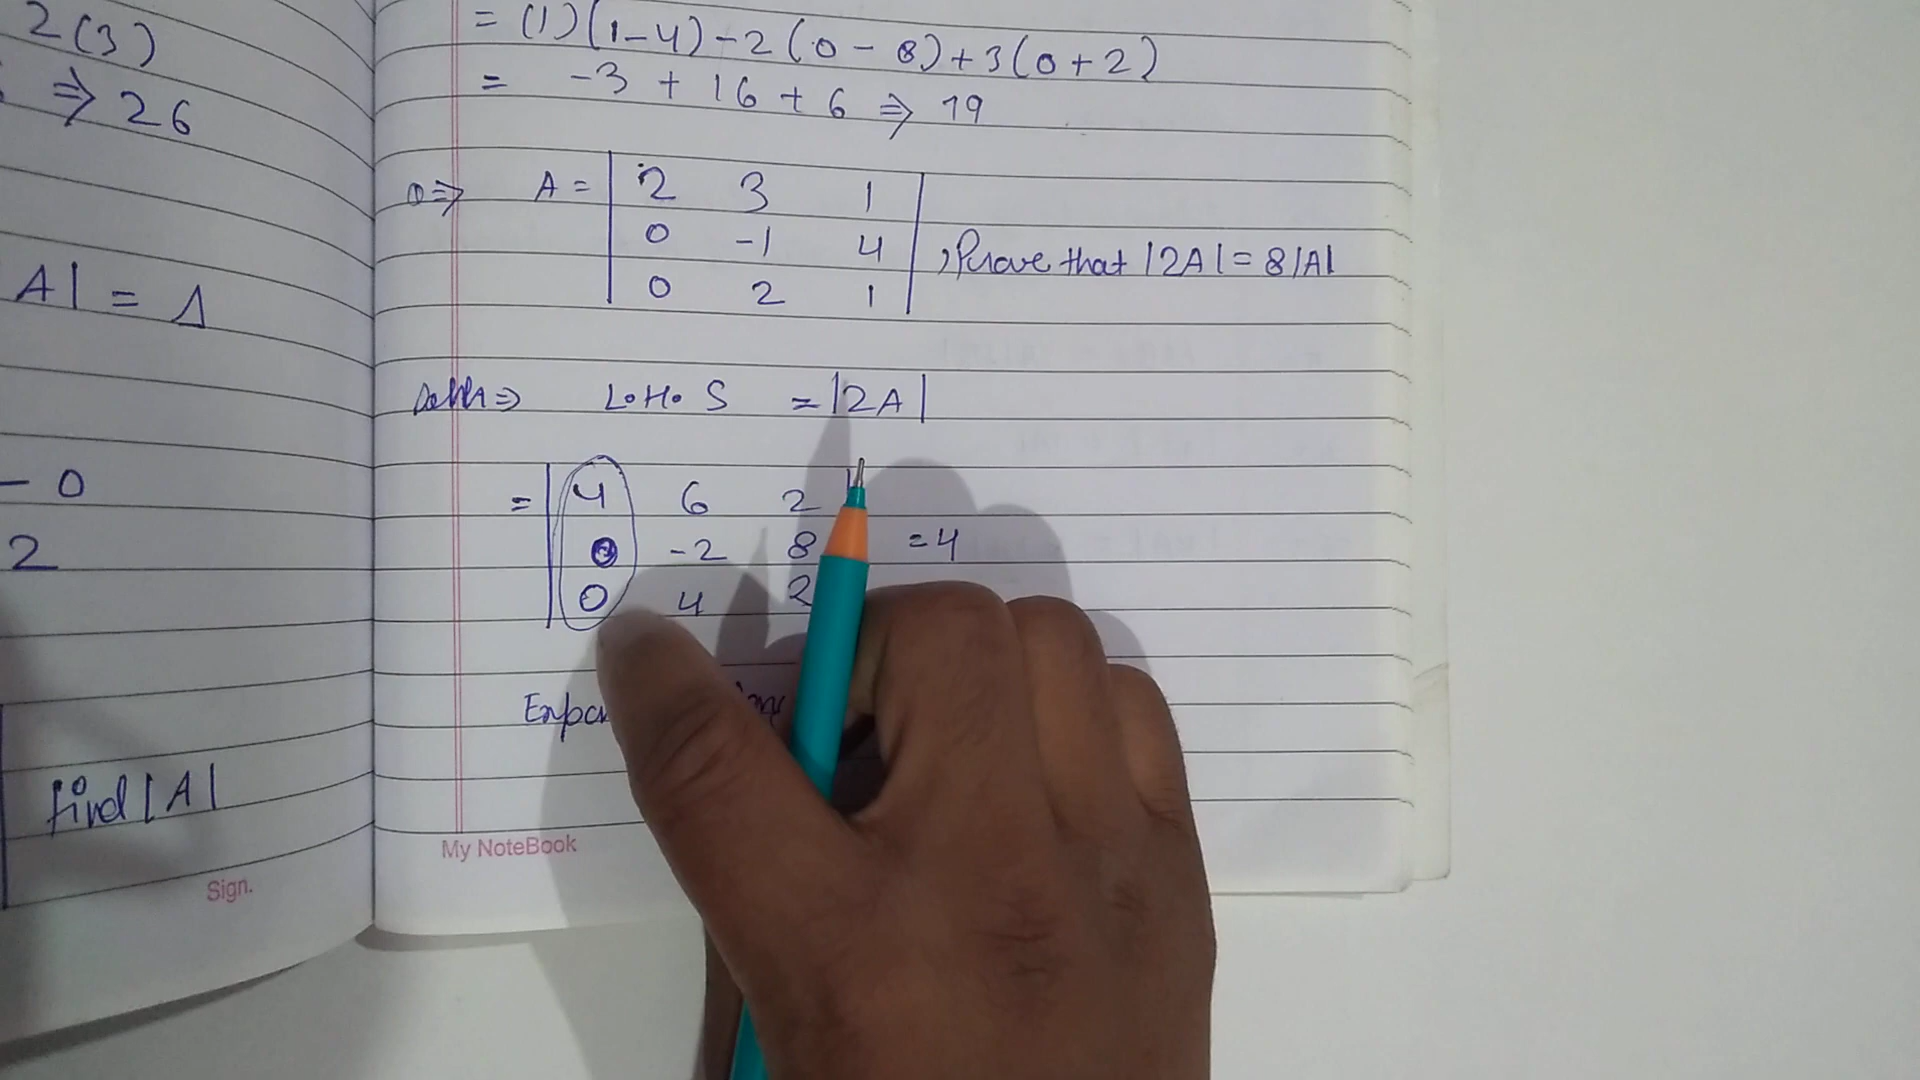 2(3)
⇒ 26
A| = 1
- 0
2
find |A|
Sign.
= (1)(1-4)-2(0-8)+3(0+2)
= -3 + 16 + 6 ⇒ 19
Q⇒ A = | 2 3 1 |
| 0 -1 4 | , Prove that |2A| = 8|A|
| 0 2 1 |
L.H.S = |2A|
= | 4 6 2
0 -2 8 = 4
0 4 2
My NoteBook